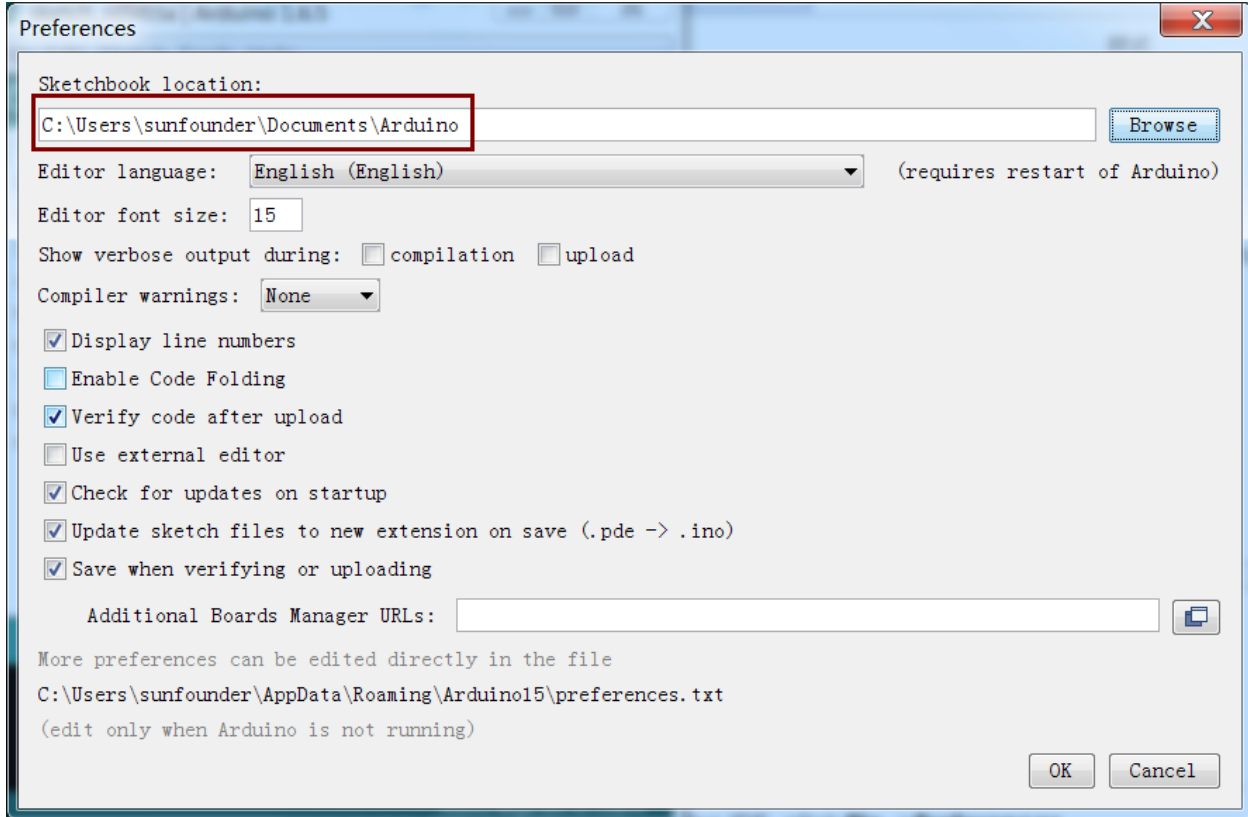 Preferences
Sketchbook location:
C:\Users\sunfounder\Documents\Arduino
Browse
Editor language: English (English) (requires restart of Arduino)
Editor font size: 15
Show verbose output during: compilation upload
Compiler warnings: None
Display line numbers
Enable Code Folding
Verify code after upload
Use external editor
Check for updates on startup
Update sketch files to new extension on save (.pde -> .ino)
Save when verifying or uploading
Additional Boards Manager URLs:
More preferences can be edited directly in the file
C:\Users\sunfounder\AppData\Roaming\Arduino15\preferences.txt
(edit only when Arduino is not running)
OK Cancel